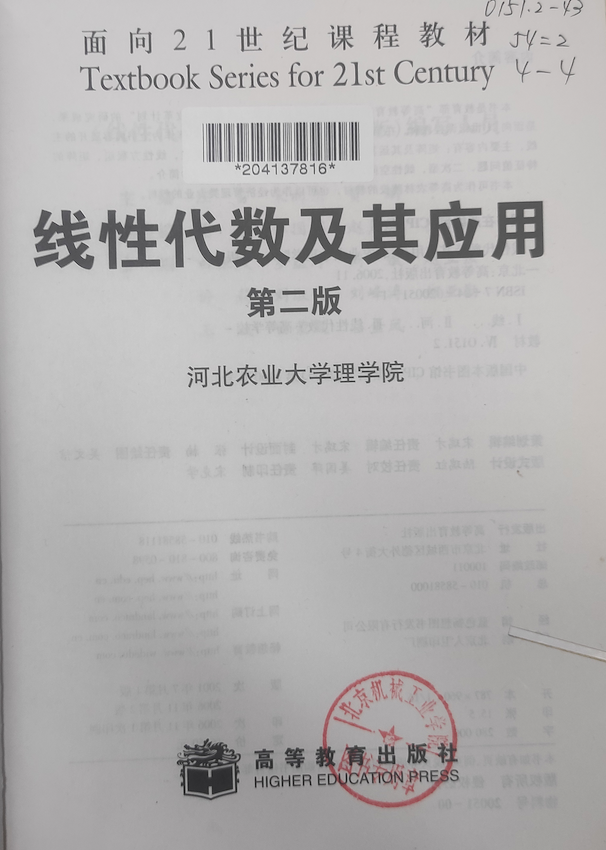 O151.2-43
面向21世纪课程教材
54=2
Textbook Series for 21st Century
4-4
*204137816*
线性代数及其应用
第二版
河北农业大学理学院
北京机械工业学院
高等教育出版社
HIGHER EDUCATION PRESS